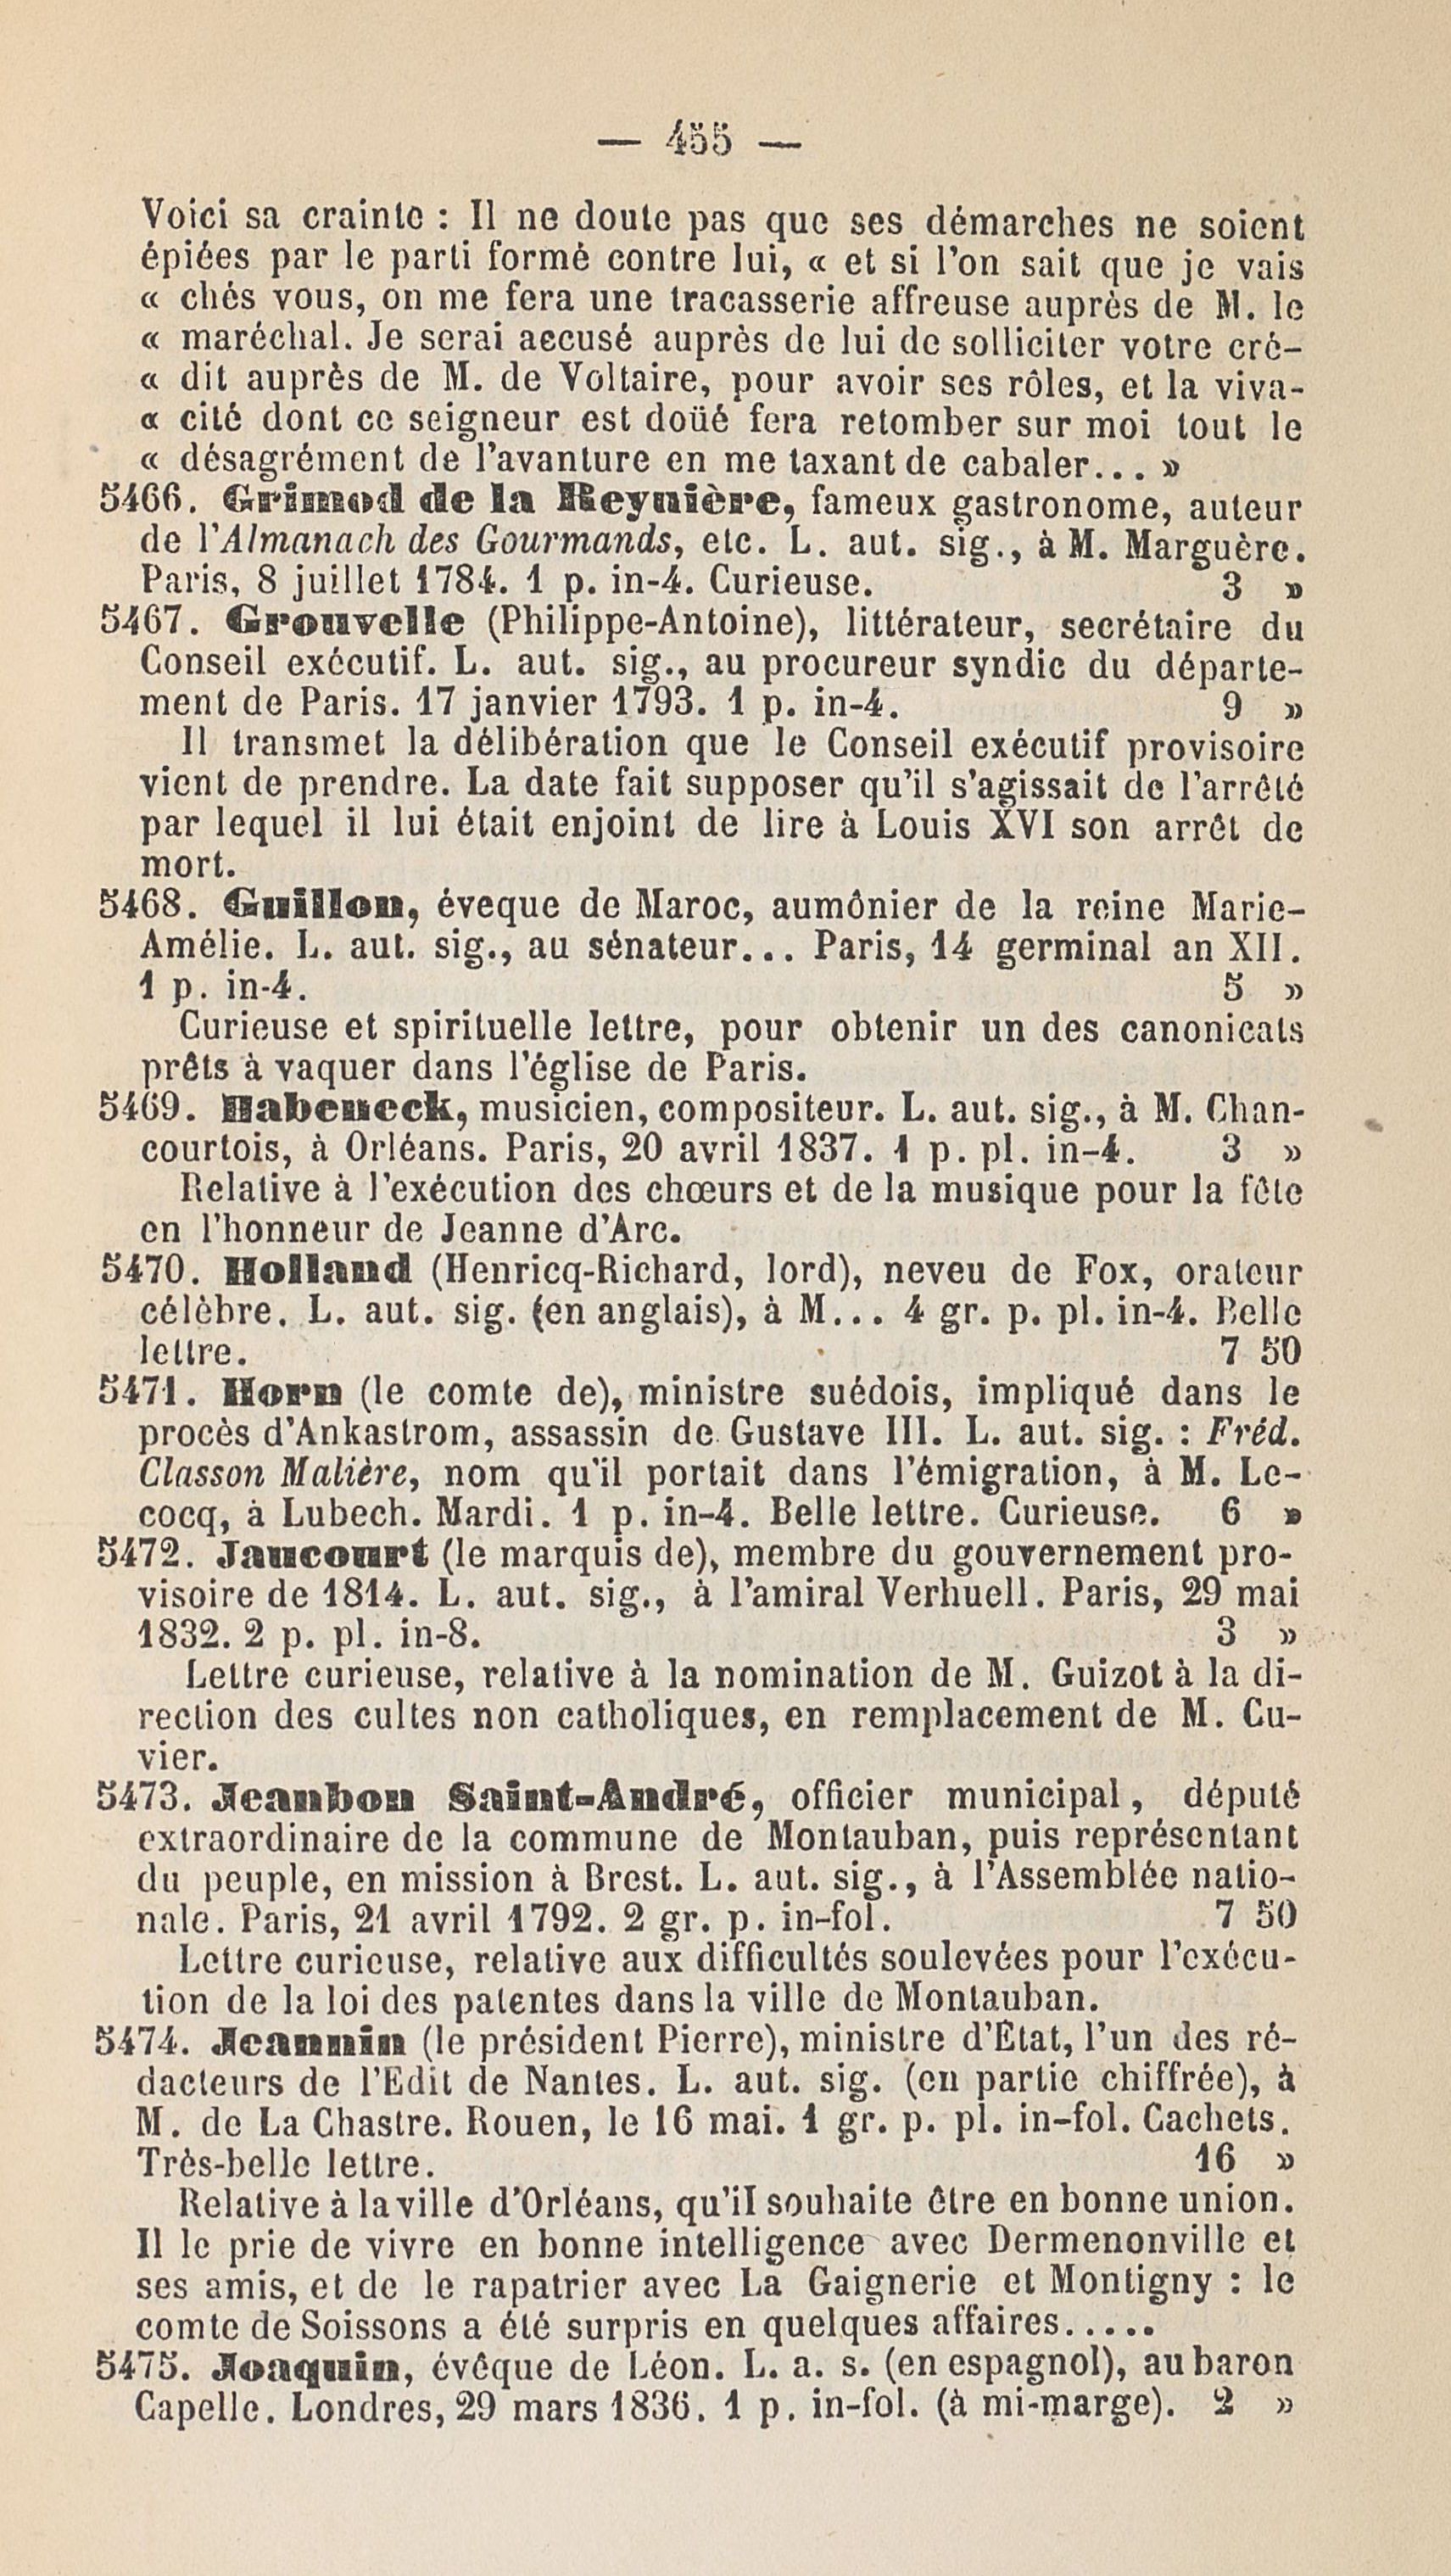 — 455 —
Voici sa crainte : Il ne doute pas que ses démarches ne soient
épiées par le parti formé contre lui, « et si l'on sait que je vais
« chés vous, on me fera une tracasserie affreuse auprès de M. le
« maréchal. Je serai accusé auprès de lui de solliciter votre cré-
« dit auprès de M. de Voltaire, pour avoir ses rôles, et la viva-
« cité dont ce seigneur est doüé fera retomber sur moi tout le
« désagrément de l'avanture en me taxant de cabaler... »
5466. Grimod de la Reynière, fameux gastronome, auteur
de l'Almanach des Gourmands, etc. L. aut. sig., à M. Marguère.
Paris, 8 juillet 1784. 1 p. in-4. Curieuse. 3 »
5467. Grouvelle (Philippe-Antoine), littérateur, secrétaire du
Conseil exécutif. L. aut. sig., au procureur syndic du départe-
ment de Paris. 17 janvier 1793. 1 p. in-4. 9 »
Il transmet la délibération que le Conseil exécutif provisoire
vient de prendre. La date fait supposer qu'il s'agissait de l'arrêté
par lequel il lui était enjoint de lire à Louis XVI son arrêt de
mort.
5468. Guillon, éveque de Maroc, aumônier de la reine Marie-
Amélie. L. aut. sig., au sénateur... Paris, 14 germinal an XII.
1 p. in-4. 5 »
Curieuse et spirituelle lettre, pour obtenir un des canonicats
prêts à vaquer dans l'église de Paris.
5469. Habeneck, musicien, compositeur. L. aut. sig., à M. Chan-
courtois, à Orléans. Paris, 20 avril 1837. 1 p. pl. in-4. 3 »
Relative à l'exécution des chœurs et de la musique pour la fête
en l'honneur de Jeanne d'Arc.
5470. Holland (Henricq-Richard, lord), neveu de Fox, orateur
célèbre. L. aut. sig. (en anglais), à M... 4 gr. p. pl. in-4. Belle
lettre. 7 50
5471. Horn (le comte de), ministre suédois, impliqué dans le
procès d'Ankastrom, assassin de Gustave III. L. aut. sig. : Fréd.
Classon Malière, nom qu'il portait dans l'émigration, à M. Le-
cocq, à Lubech. Mardi. 1 p. in-4. Belle lettre. Curieuse. 6 »
5472. Jaucourt (le marquis de), membre du gouvernement pro-
visoire de 1814. L. aut. sig., à l'amiral Verhuell. Paris, 29 mai
1832. 2 p. pl. in-8. 3 »
Lettre curieuse, relative à la nomination de M. Guizot à la di-
rection des cultes non catholiques, en remplacement de M. Cu-
vier.
5473. Jeanbon Saint-André, officier municipal, député
extraordinaire de la commune de Montauban, puis représentant
du peuple, en mission à Brest. L. aut. sig., à l'Assemblée natio-
nale. Paris, 21 avril 1792. 2 gr. p. in-fol. 7 50
Lettre curieuse, relative aux difficultés soulevées pour l'exécu-
tion de la loi des patentes dans la ville de Montauban.
5474. Jeannin (le président Pierre), ministre d'État, l'un des ré-
dacteurs de l'Edit de Nantes. L. aut. sig. (en partie chiffrée), à
M. de La Chastre. Rouen, le 16 mai. 1 gr. p. pl. in-fol. Cachets.
Très-belle lettre. 16 »
Relative à la ville d'Orléans, qu'il souhaite être en bonne union.
Il le prie de vivre en bonne intelligence avec Dermenonville et
ses amis, et de le rapatrier avec La Gaignerie et Montigny : le
comte de Soissons a été surpris en quelques affaires.....
5475. Joaquin, évêque de Léon. L. a. s. (en espagnol), au baron
Capelle. Londres, 29 mars 1836. 1 p. in-fol. (à mi-marge). 2 »